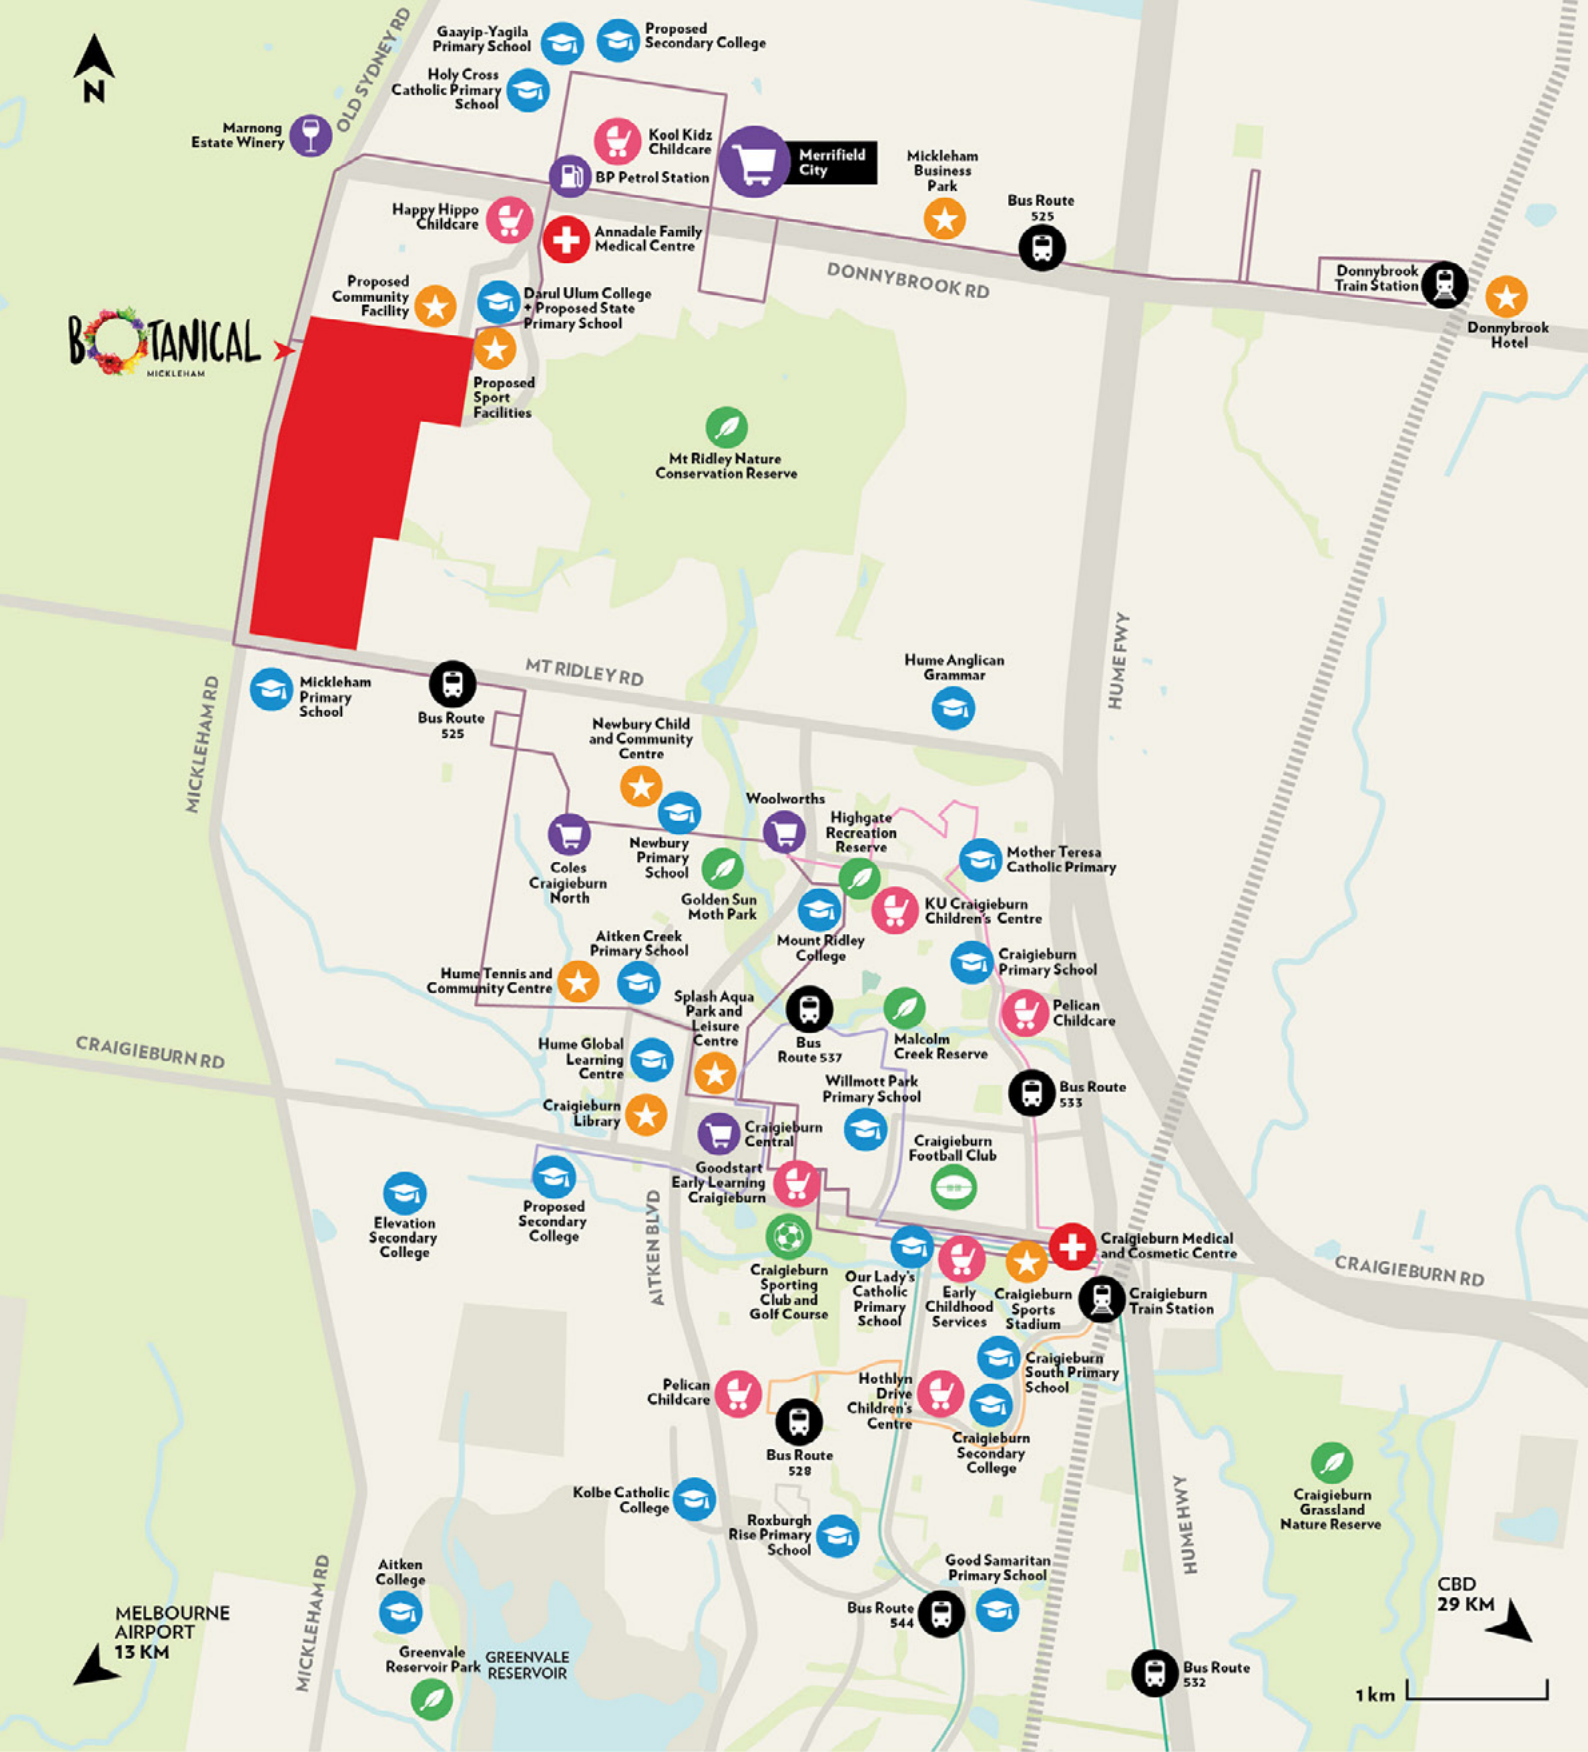 Gaayip-Yagila
Primary School
Proposed
Secondary College
Holy Cross
Catholic Primary
School
OLD SYDNEY RD
N
Marnong
Estate Winery
Kool Kidz
Childcare
Merrifield
City
BP Petrol Station
Mickleham
Business
Park
Bus Route
525
Happy Hippo
Childcare
Annadale Family
Medical Centre
DONNYBROOK RD
Donnybrook
Train Station
Donnybrook
Hotel
Proposed
Community
Facility
Darul Ulum College
+ Proposed State
Primary School
BOTANICAL
MICKLEHAM
Proposed
Sport
Facilities
Mt Ridley Nature
Conservation Reserve
HUME FWY
MT RIDLEY RD
Hume Anglican
Grammar
Mickleham
Primary
School
MICKLEHAM RD
Bus Route
525
Newbury Child
and Community
Centre
Woolworths
Highgate
Recreation
Reserve
Newbury
Primary
School
Mother Teresa
Catholic Primary
Coles
Craigieburn
North
Golden Sun
Moth Park
KU Craigieburn
Children's Centre
Mount Ridley
College
Aitken Creek
Primary School
Craigieburn
Primary School
Hume Tennis and
Community Centre
Splash Aqua
Park and
Leisure
Centre
Pelican
Childcare
CRAIGIEBURN RD
Hume Global
Learning
Centre
Bus
Route 537
Malcolm
Creek Reserve
Willmott Park
Primary School
Bus Route
533
Craigieburn
Library
Craigieburn
Central
Craigieburn
Football Club
Goodstart
Early Learning
Craigieburn
Elevation
Secondary
College
Proposed
Secondary
College
AITKEN BLVD
Craigieburn Medical
and Cosmetic Centre
CRAIGIEBURN RD
Craigieburn
Sporting
Club and
Golf Course
Our Lady's
Catholic
Primary
School
Early
Childhood
Services
Craigieburn
Sports
Stadium
Craigieburn
Train Station
Craigieburn
South Primary
School
Pelican
Childcare
Hothlyn
Drive
Children's
Centre
Bus Route
528
Craigieburn
Secondary
College
Kolbe Catholic
College
Roxburgh
Rise Primary
School
Craigieburn
Grassland
Nature Reserve
HUME HWY
Good Samaritan
Primary School
Aitken
College
MICKLEHAM RD
Bus Route
544
CBD
29 KM
MELBOURNE
AIRPORT
13 KM
Greenvale
Reservoir Park
GREENVALE
RESERVOIR
Bus Route
532
1 km